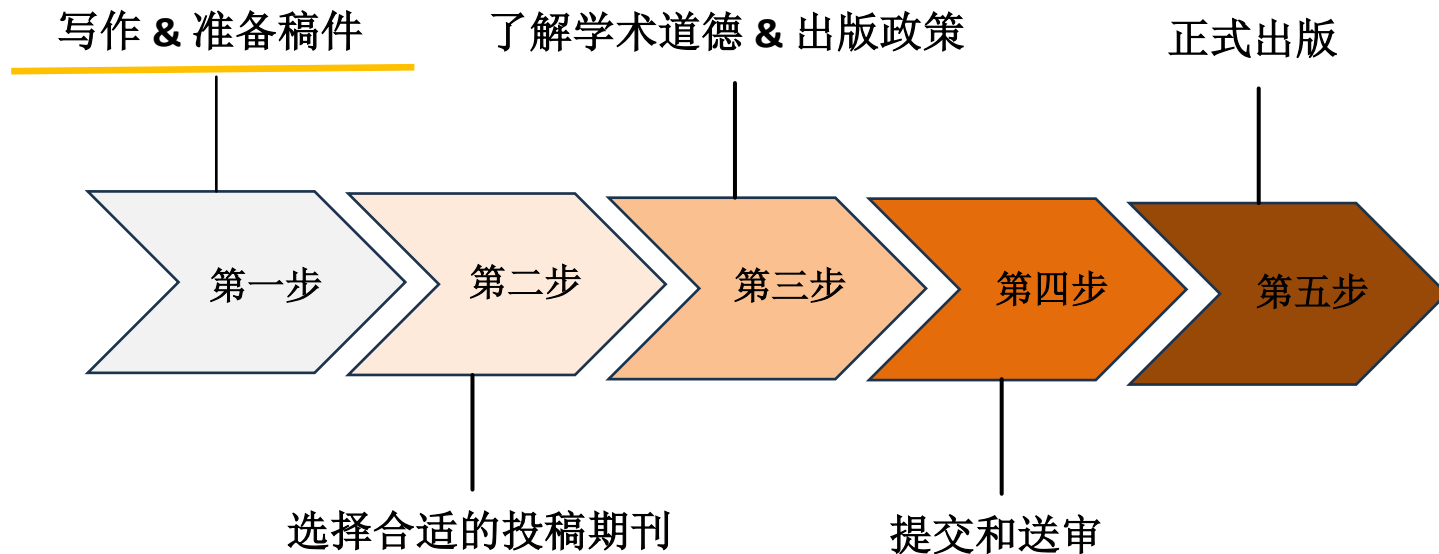 写作 & 准备稿件
了解学术道德 & 出版政策
正式出版
第一步
第二步
第三步
第四步
第五步
选择合适的投稿期刊
提交和送审